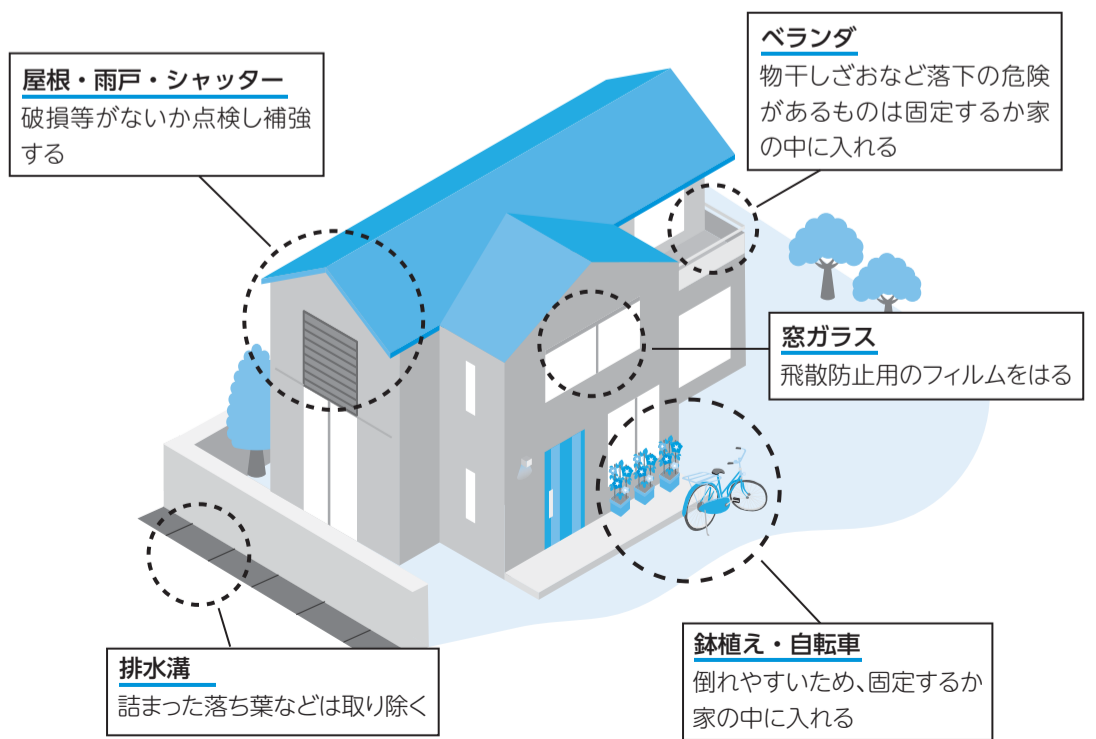 屋根・雨戸・シャッター
破損等がないか点検し補強
する
ベランダ
物干しざおなど落下の危険
があるものは固定するか家
の中に入れる
窓ガラス
飛散防止用のフィルムをはる
排水溝
詰まった落ち葉などは取り除く
鉢植え・自転車
倒れやすいため、固定するか
家の中に入れる